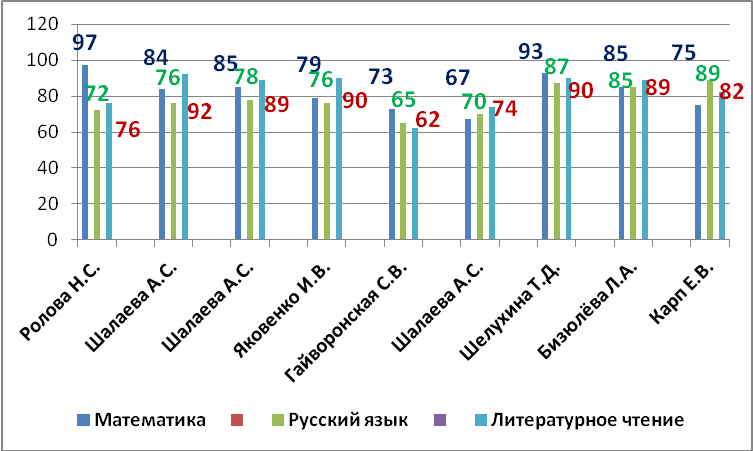 120
100
80
60
40
20
0
97 84 85 79 73 67 93 85 75
72 76 78 76 65 70 87 85 89
76 92 89 90 62 74 90 89 82
Ролова Н.С.
Шалаева А.С.
Шалаева А.С.
Яковенко И.В.
Гайворонская С.В.
Шалаева А.С.
Шелухина Т.Д.
Бизюлёва Л.А.
Карп Е.В.
Математика Русский язык Литературное чтение